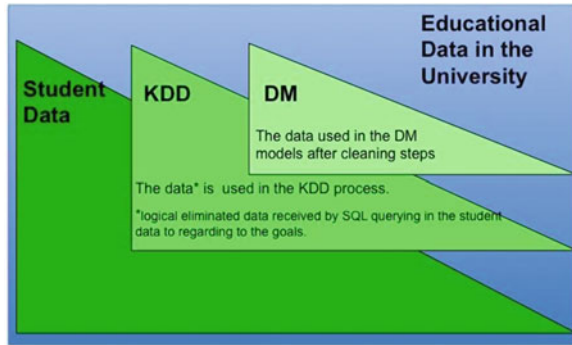 Educational
Data in the
University
Student
Data
KDD
DM
The data used in the DM
models after cleaning steps
The data* is used in the KDD process.
*logical eliminated data received by SQL querying in the student
data to regarding to the goals.